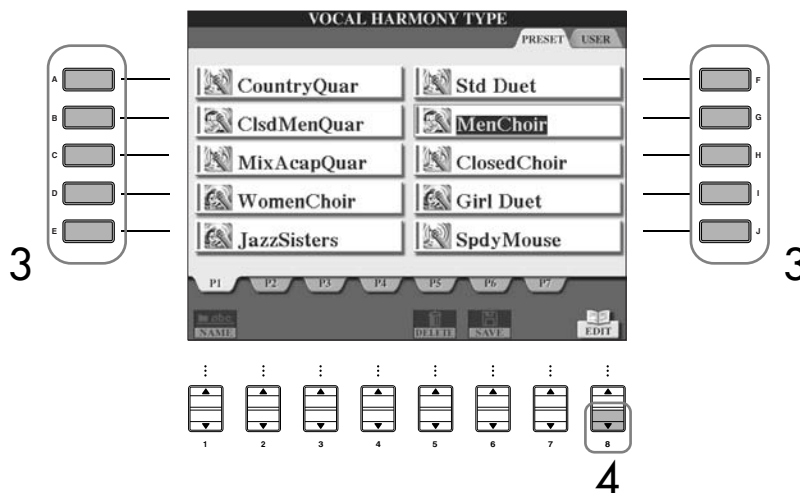 VOCAL HARMONY TYPE
PRESET USER
A CountryQuar Std Duet F
B ClsdMenQuar MenChoir G
C MixAcapQuar ClosedChoir H
D WomenChoir Girl Duet I
E JazzSisters SpdyMouse J
3 3
P1 P2 P3 P4 P5 P6 P7
abc
NAME DELETE SAVE EDIT
1 2 3 4 5 6 7 8
4